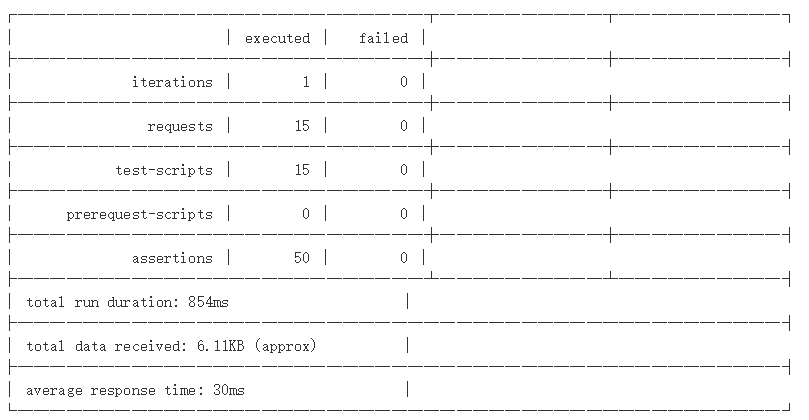 executed failed
iterations 1 0
requests 15 0
test-scripts 15 0
prerequest-scripts 0 0
assertions 50 0
total run duration: 854ms
total data received: 6.11KB (approx)
average response time: 30ms